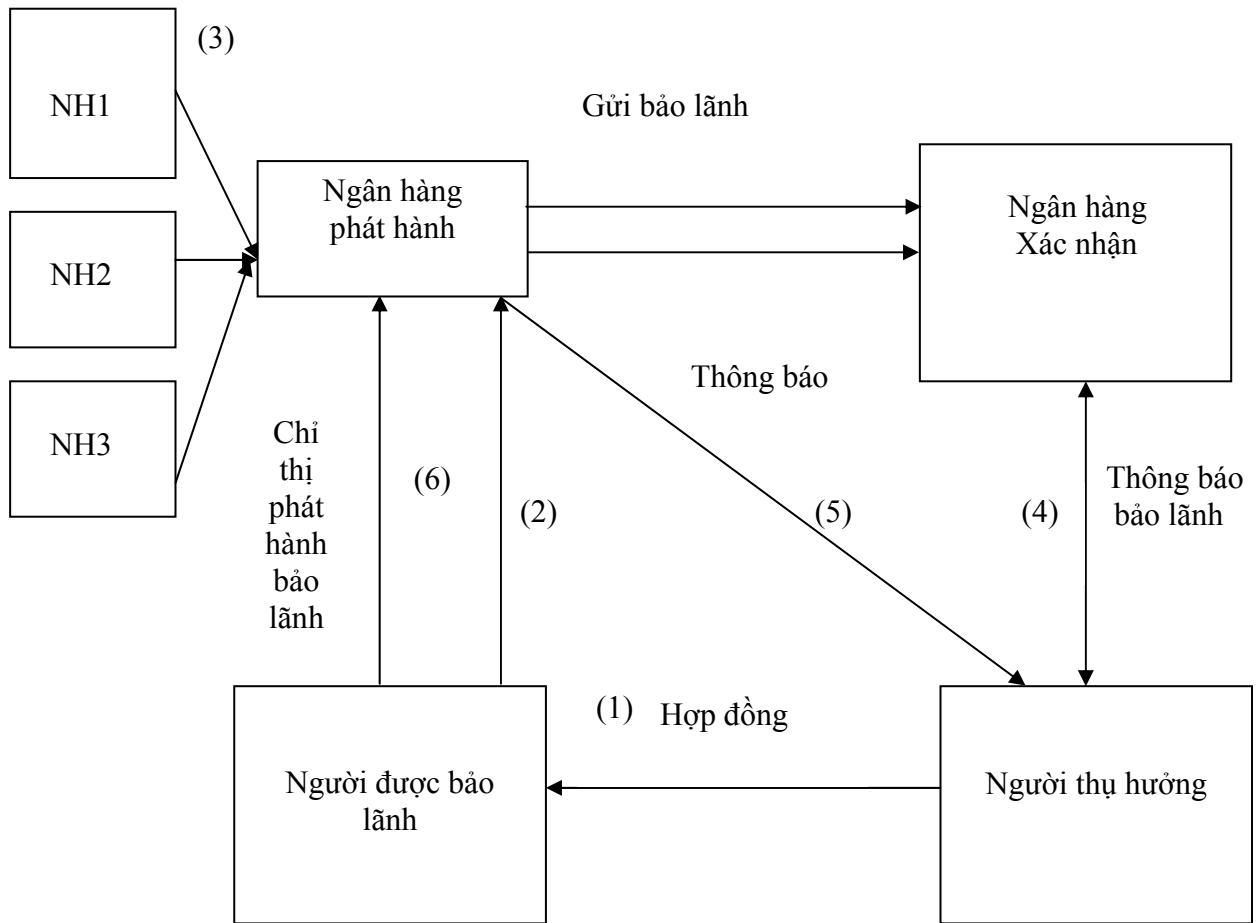 (3)
NH1
Gửi bảo lãnh
Ngân hàng
phát hành
Ngân hàng
Xác nhận
NH2
Thông báo
NH3
Chỉ
thị
phát
hành
bảo
lãnh
(6)
(2)
(5)
(4)
Thông báo
bảo lãnh
(1)
Hợp đồng
Người được bảo
lãnh
Người thụ hưởng